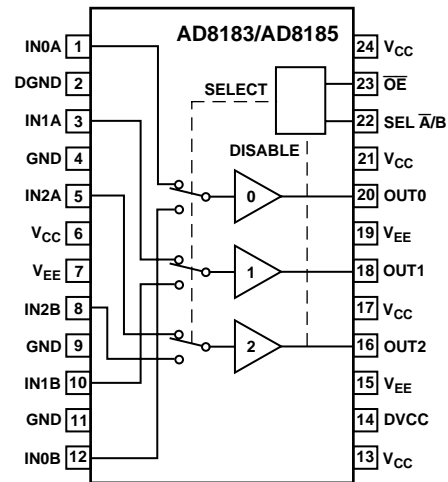 AD8183/AD8185
IN0A 1
DGND 2
IN1A 3
GND 4
IN2A 5
VCC 6
VEE 7
IN2B 8
GND 9
IN1B 10
GND 11
IN0B 12
SELECT
DISABLE
0
1
2
24 VCC
23 O̅E̅
22 SEL A̅/B
21 VCC
20 OUT0
19 VEE
18 OUT1
17 VCC
16 OUT2
15 VEE
14 DVCC
13 VCC